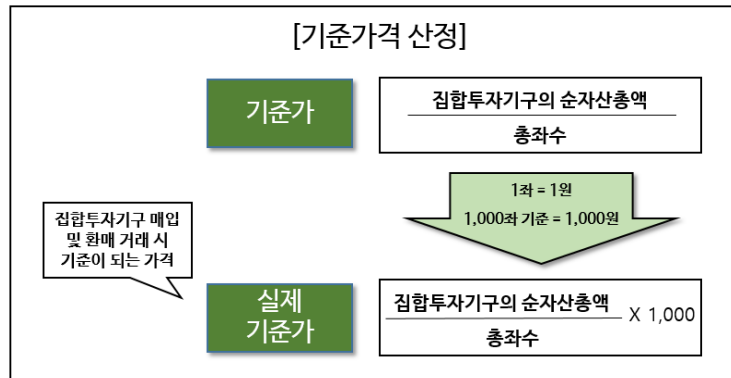 [기준가격 산정]
기준가
집합투자기구의 순자산총액
총좌수
1좌 = 1원
1,000좌 기준 = 1,000원
집합투자기구 매입
및 환매 거래 시
기준이 되는 가격
실제
기준가
집합투자기구의 순자산총액
총좌수
X 1,000